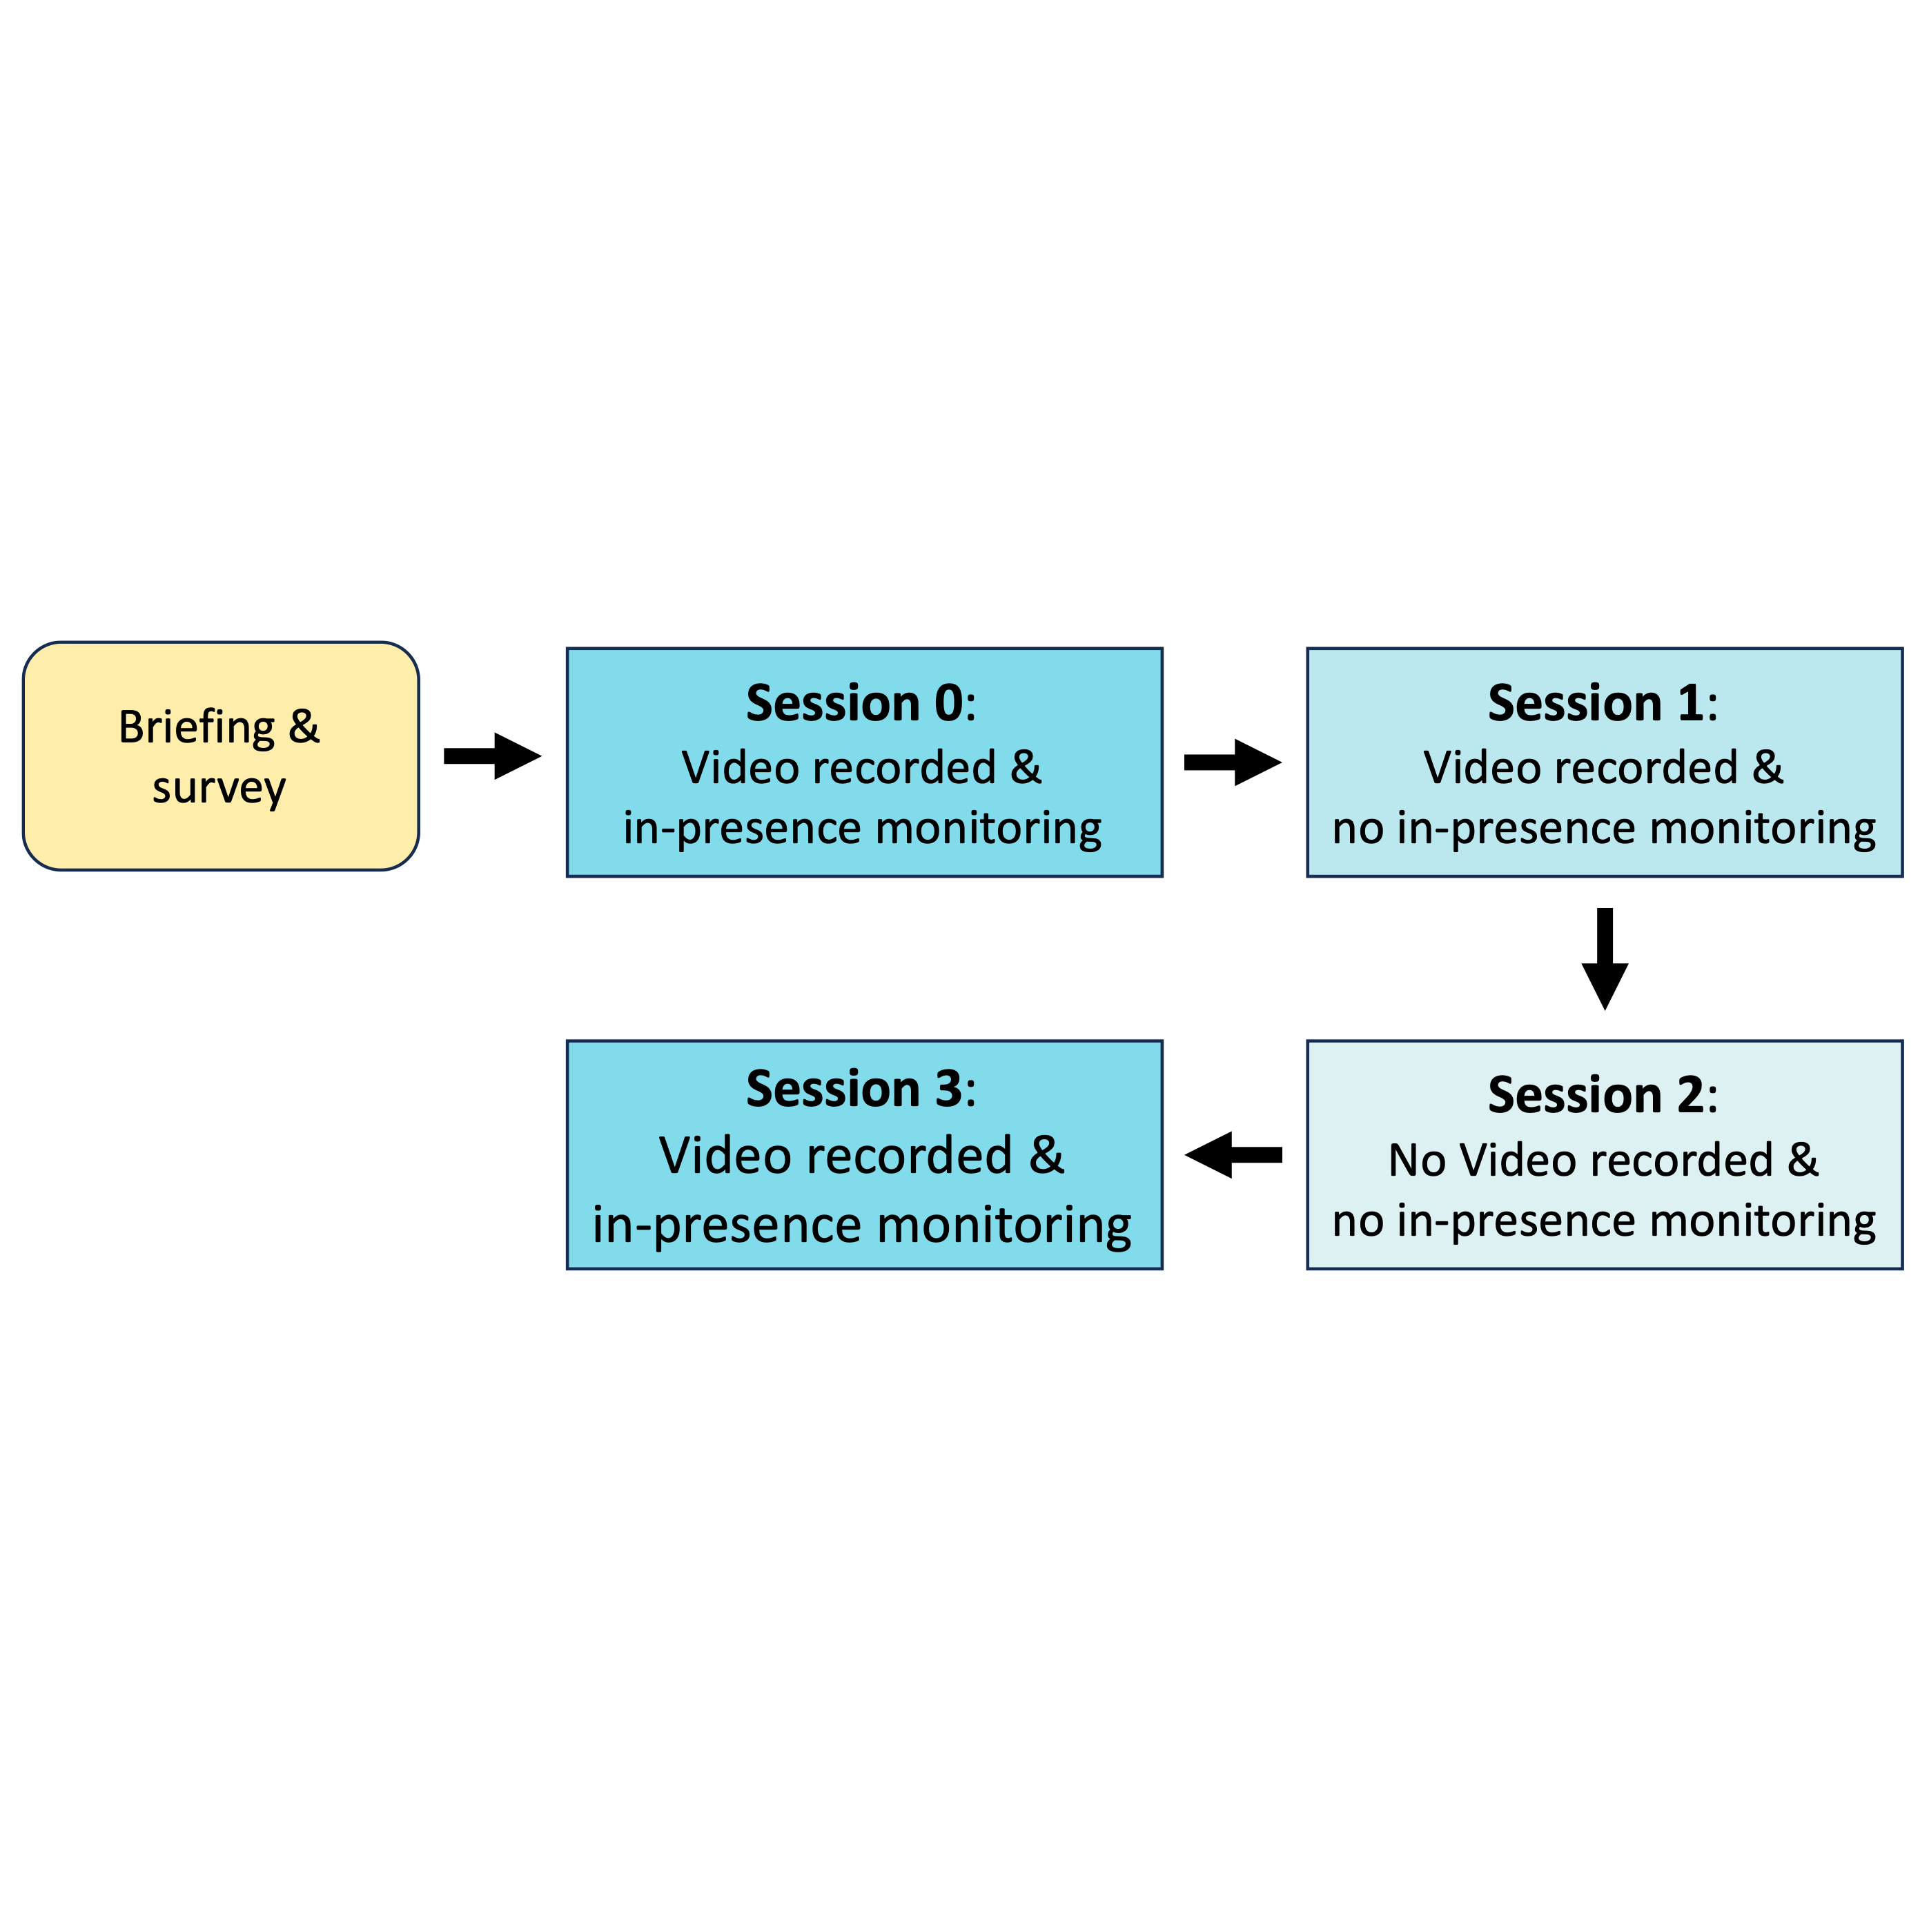 Briefing &
survey
Session 0:
Video recorded &
in-presence monitoring
Session 1:
Video recorded &
no in-presence monitoring
Session 2:
No Video recorded &
no in-presence monitoring
Session 3:
Video recorded &
in-presence monitoring